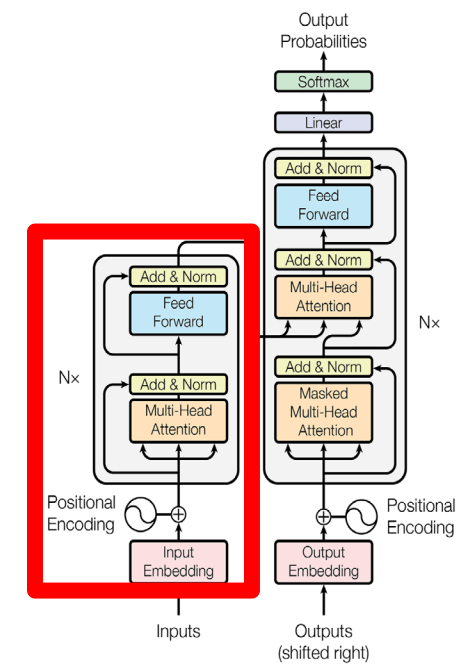 Output
Probabilities
Softmax
Linear
Add & Norm
Feed
Forward
Add & Norm
Multi-Head
Attention
Add & Norm
Masked
Multi-Head
Attention
N×
Positional
Encoding
Output
Embedding
Outputs
(shifted right)
Add & Norm
Feed
Forward
Add & Norm
Multi-Head
Attention
N×
Positional
Encoding
Input
Embedding
Inputs